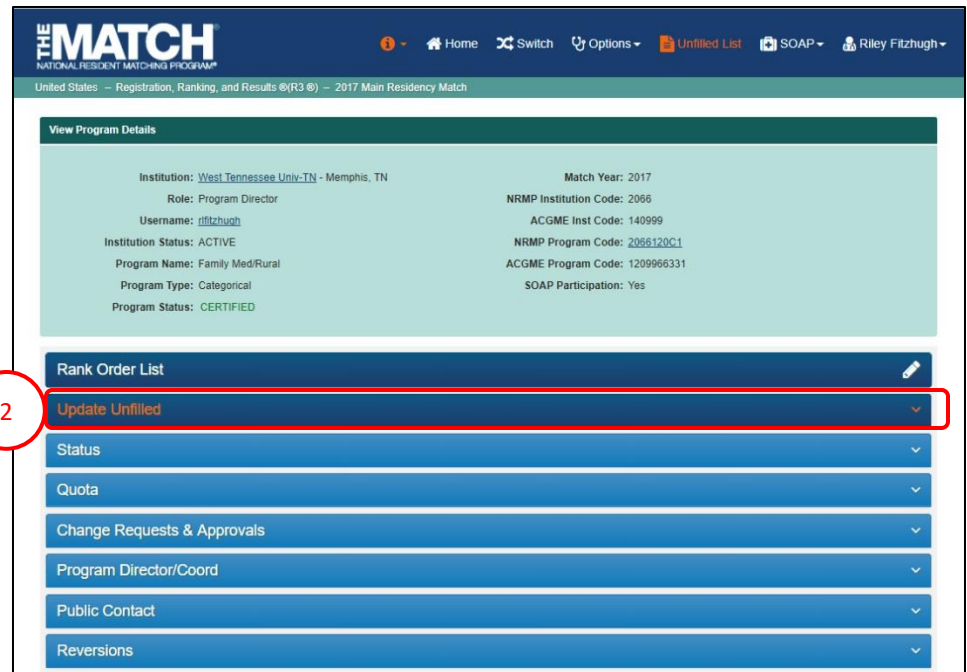 THE MATCH
NATIONAL RESIDENT MATCHING PROGRAM®
Home Switch Options Unfilled List SOAP Riley Fitzhugh
United States – Registration, Ranking, and Results ®(R3 ®) – 2017 Main Residency Match
View Program Details
Institution: West Tennessee Univ-TN - Memphis, TN Match Year: 2017
Role: Program Director NRMP Institution Code: 2066
Username: rlfitzhugh ACGME Inst Code: 140999
Institution Status: ACTIVE NRMP Program Code: 2066120C1
Program Name: Family Med/Rural ACGME Program Code: 1209966331
Program Type: Categorical SOAP Participation: Yes
Program Status: CERTIFIED
Rank Order List
2 Update Unfilled
Status
Quota
Change Requests & Approvals
Program Director/Coord
Public Contact
Reversions